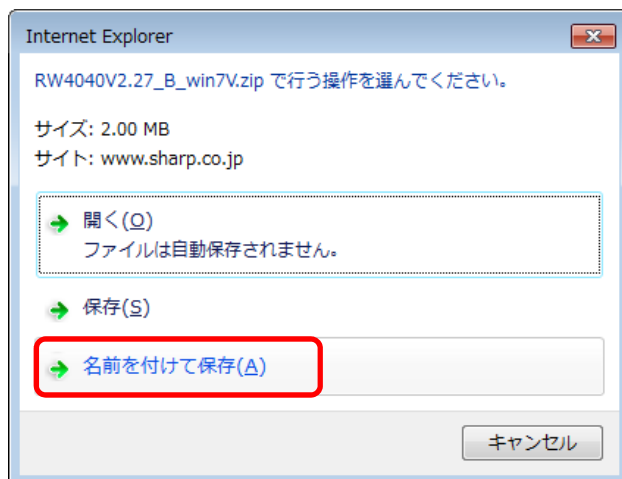 Internet Explorer
RW4040V2.27_B_win7V.zip で行う操作を選んでください。
サイズ: 2.00 MB
サイト: www.sharp.co.jp
開く(O)
ファイルは自動保存されません。
保存(S)
名前を付けて保存(A)
キャンセル